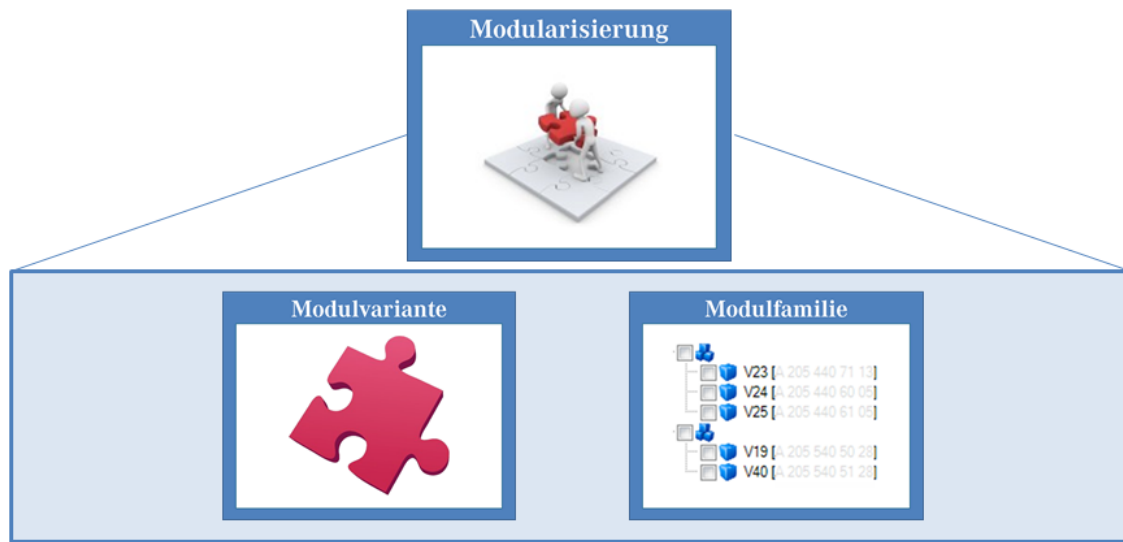 Modularisierung
Modulvariante
Modulfamilie
V23 [A 205 440 71 13]
V24 [A 205 440 60 05]
V25 [A 205 440 61 05]
V19 [A 205 540 50 28]
V40 [A 205 540 51 28]